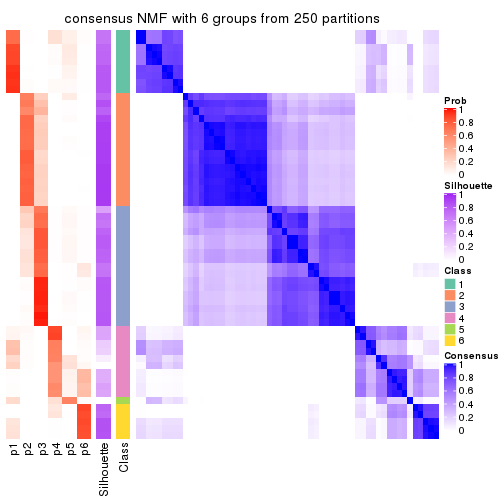 consensus NMF with 6 groups from 250 partitions
Prob
1
0.8
0.6
0.4
0.2
0
Silhouette
1
0.8
0.6
0.4
0.2
0
Class
1
2
3
4
5
6
Consensus
1
0.8
0.6
0.4
0.2
0
p1
p2
p3
p4
p5
p6
Silhouette
Class